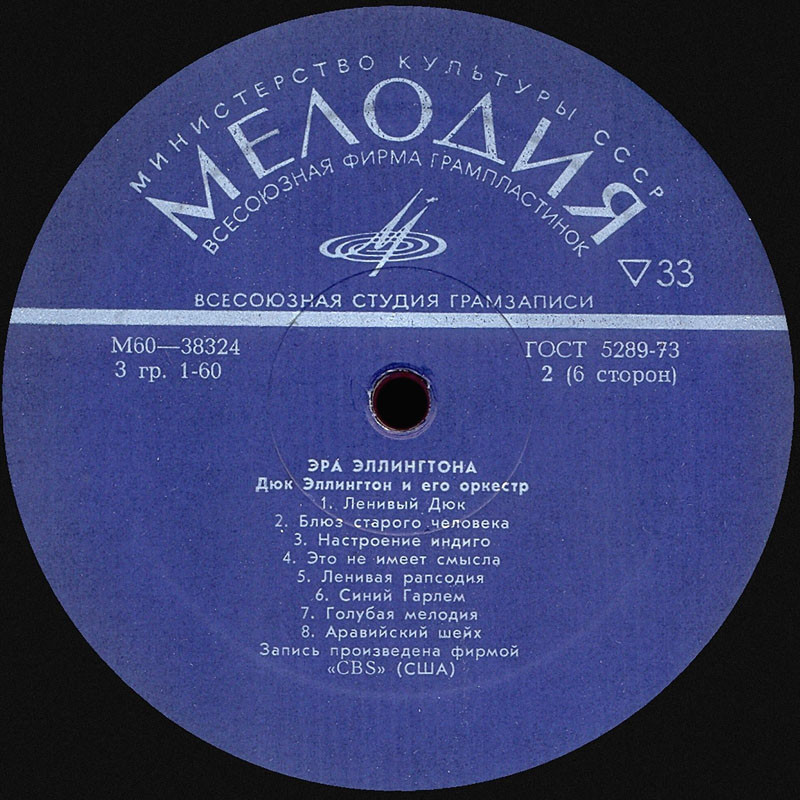 МИНИСТЕРСТВО КУЛЬТУРЫ СССР
МЕЛОДИЯ
ВСЕСОЮЗНАЯ ФИРМА ГРАМПЛАСТИНОК
▽33
ВСЕСОЮЗНАЯ СТУДИЯ ГРАМЗАПИСИ
М60—38324
3 гр. 1-60
ГОСТ 5289-73
2 (6 сторон)
ЭРА ЭЛЛИНГТОНА
Дюк Эллингтон и его оркестр
1. Ленивый Дюк
2. Блюз старого человека
3. Настроение индиго
4. Это не имеет смысла
5. Ленивая рапсодия
6. Синий Гарлем
7. Голубая мелодия
8. Аравийский шейх
Запись произведена фирмой
«CBS» (США)